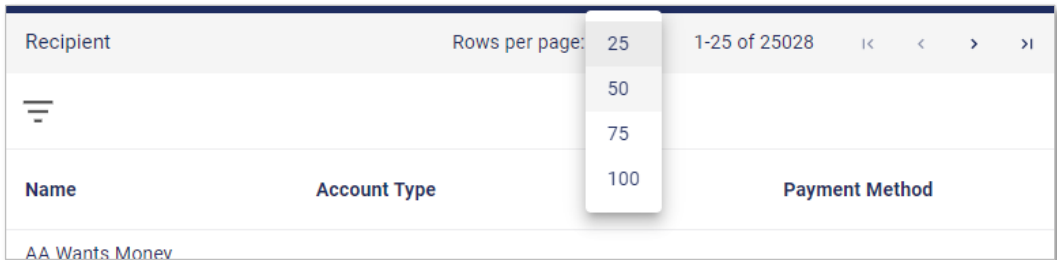 Recipient Rows per page: 25 1-25 of 25028
50
75
100
Name Account Type Payment Method
AA Wants Money